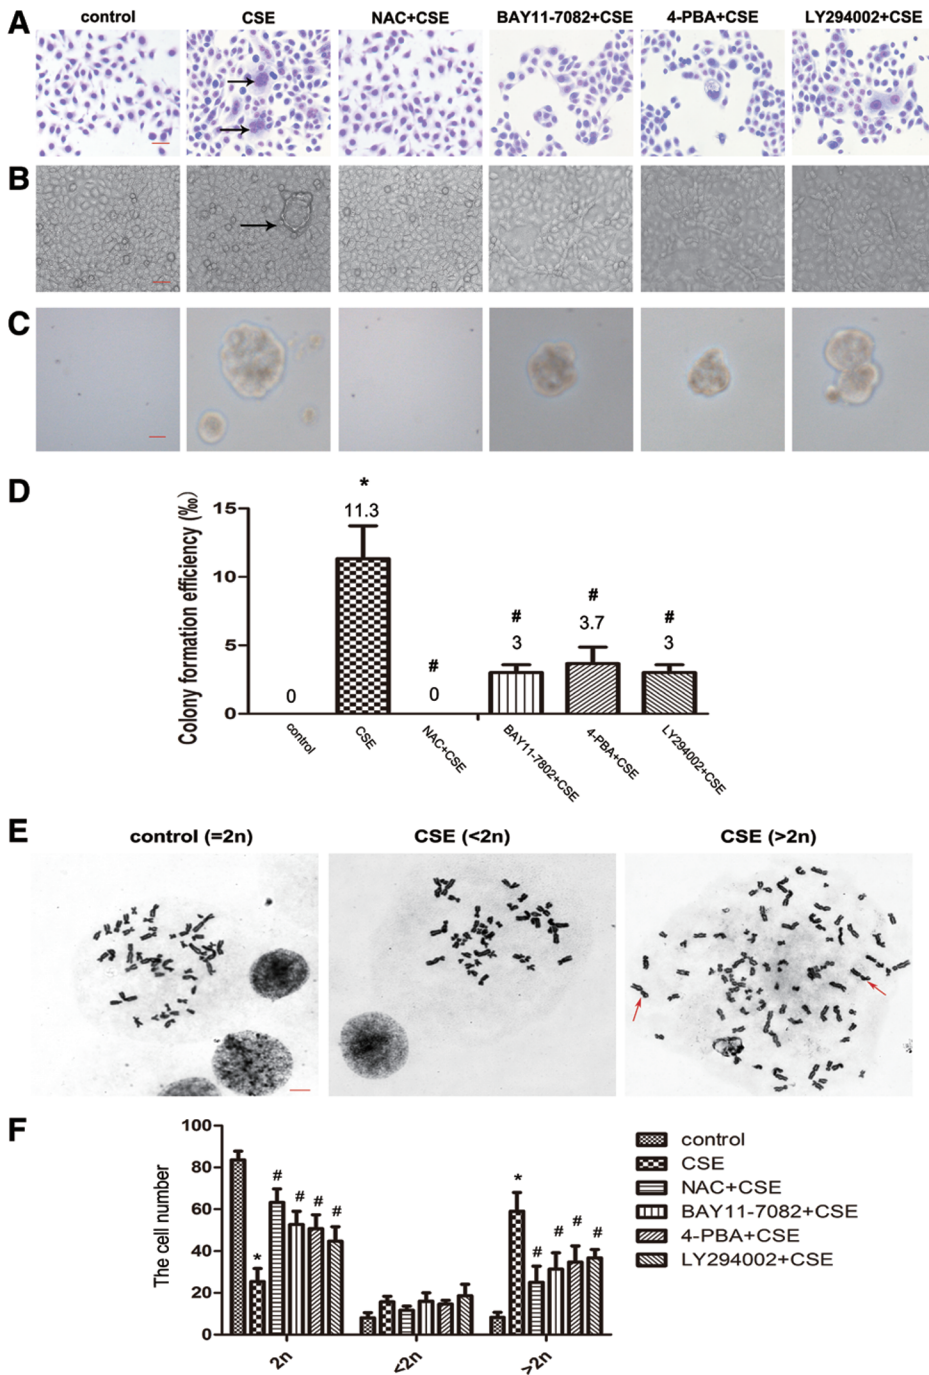 A
control CSE NAC+CSE BAY11-7082+CSE 4-PBA+CSE LY294002+CSE
B
C
D
Colony formation efficiency (‰)
15
10
5
0
0
*
11.3
#
0
#
3
#
3.7
#
3
control CSE NAC+CSE BAY11-7802+CSE 4-PBA+CSE LY294002+CSE
E
control (=2n) CSE (<2n) CSE (>2n)
F
The cell number
100
80
60
40
20
0
* # # # #
* # # # #
2n <2n >2n
control
CSE
NAC+CSE
BAY11-7082+CSE
4-PBA+CSE
LY294002+CSE